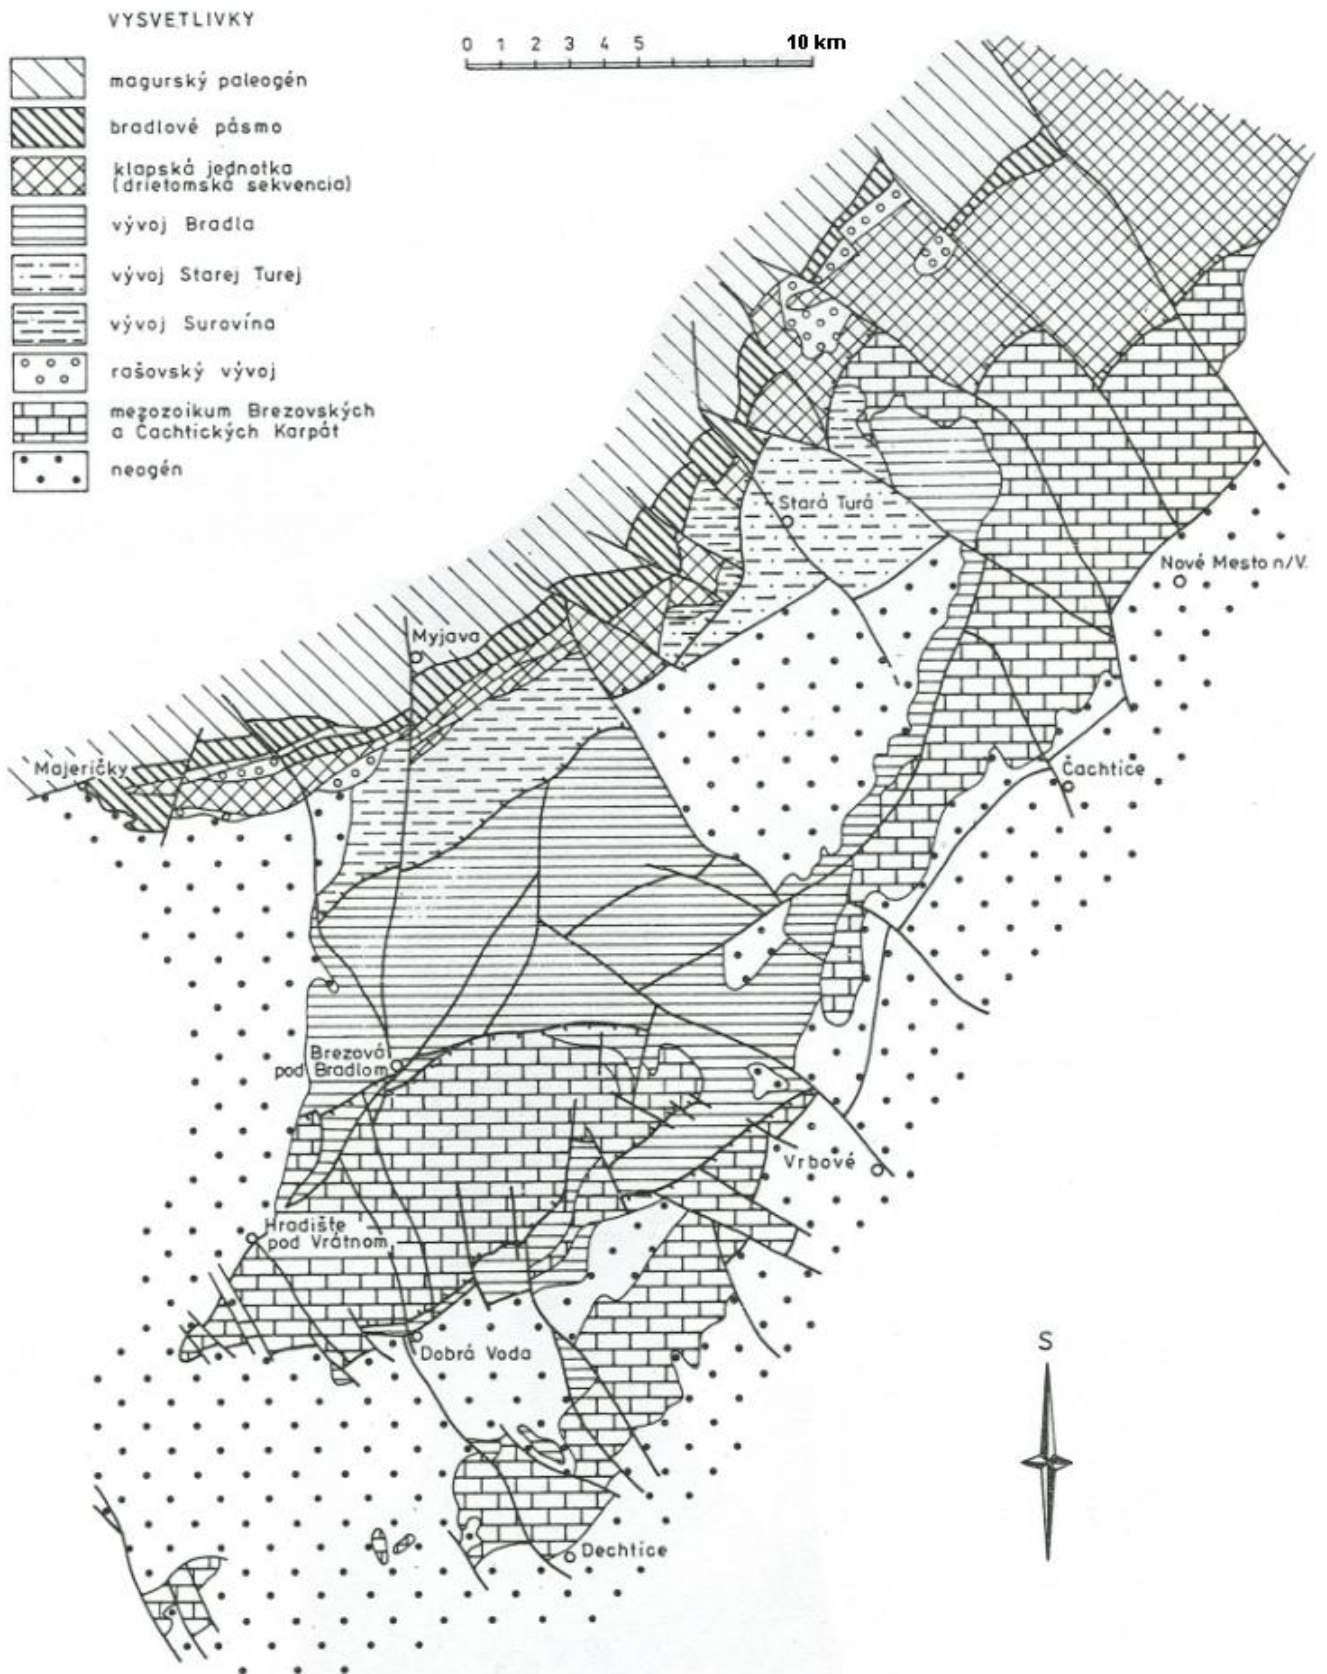 VYSVETLIVKY
0 1 2 3 4 5 10 km
magurský paleogén
bradlové pásmo
klapská jednotka
(drietomská sekvencia)
vývoj Bradla
vývoj Starej Turej
vývoj Surovína
rašovský vývoj
mezozoikum Brezovských
a Čachtických Karpát
neogén
Stará Turá
Nové Mesto n/V.
Myjava
Majeričky
Čachtice
Brezová
pod Bradlom
Vrbové
Hradište
pod Vrátnom
Dobrá Voda
S
Dechtice